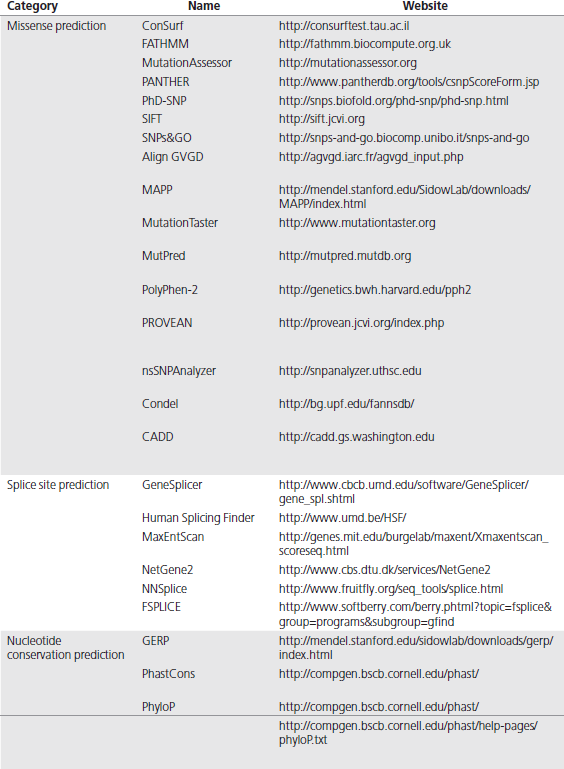 Category Name Website
Missense prediction ConSurf http://consurftest.tau.ac.il
FATHMM http://fathmm.biocompute.org.uk
MutationAssessor http://mutationassessor.org
PANTHER http://www.pantherdb.org/tools/csnpScoreForm.jsp
PhD-SNP http://snps.biofold.org/phd-snp/phd-snp.html
SIFT http://sift.jcvi.org
SNPs&GO http://snps-and-go.biocomp.unibo.it/snps-and-go
Align GVGD http://agvgd.iarc.fr/agvgd_input.php
MAPP http://mendel.stanford.edu/SidowLab/downloads/
MAPP/index.html
MutationTaster http://www.mutationtaster.org
MutPred http://mutpred.mutdb.org
PolyPhen-2 http://genetics.bwh.harvard.edu/pph2
PROVEAN http://provean.jcvi.org/index.php
nsSNPAnalyzer http://snpanalyzer.uthsc.edu
Condel http://bg.upf.edu/fannsdb/
CADD http://cadd.gs.washington.edu
Splice site prediction GeneSplicer http://www.cbcb.umd.edu/software/GeneSplicer/
gene_spl.shtml
Human Splicing Finder http://www.umd.be/HSF/
MaxEntScan http://genes.mit.edu/burgelab/maxent/Xmaxentscan_
scoreseq.html
NetGene2 http://www.cbs.dtu.dk/services/NetGene2
NNSplice http://www.fruitfly.org/seq_tools/splice.html
FSPLICE http://www.softberry.com/berry.phtml?topic=fsplice&
group=programs&subgroup=gfind
Nucleotide GERP http://mendel.stanford.edu/sidowlab/downloads/gerp/
conservation prediction index.html
PhastCons http://compgen.bscb.cornell.edu/phast/
PhyloP http://compgen.bscb.cornell.edu/phast/
http://compgen.bscb.cornell.edu/phast/help-pages/
phyloP.txt